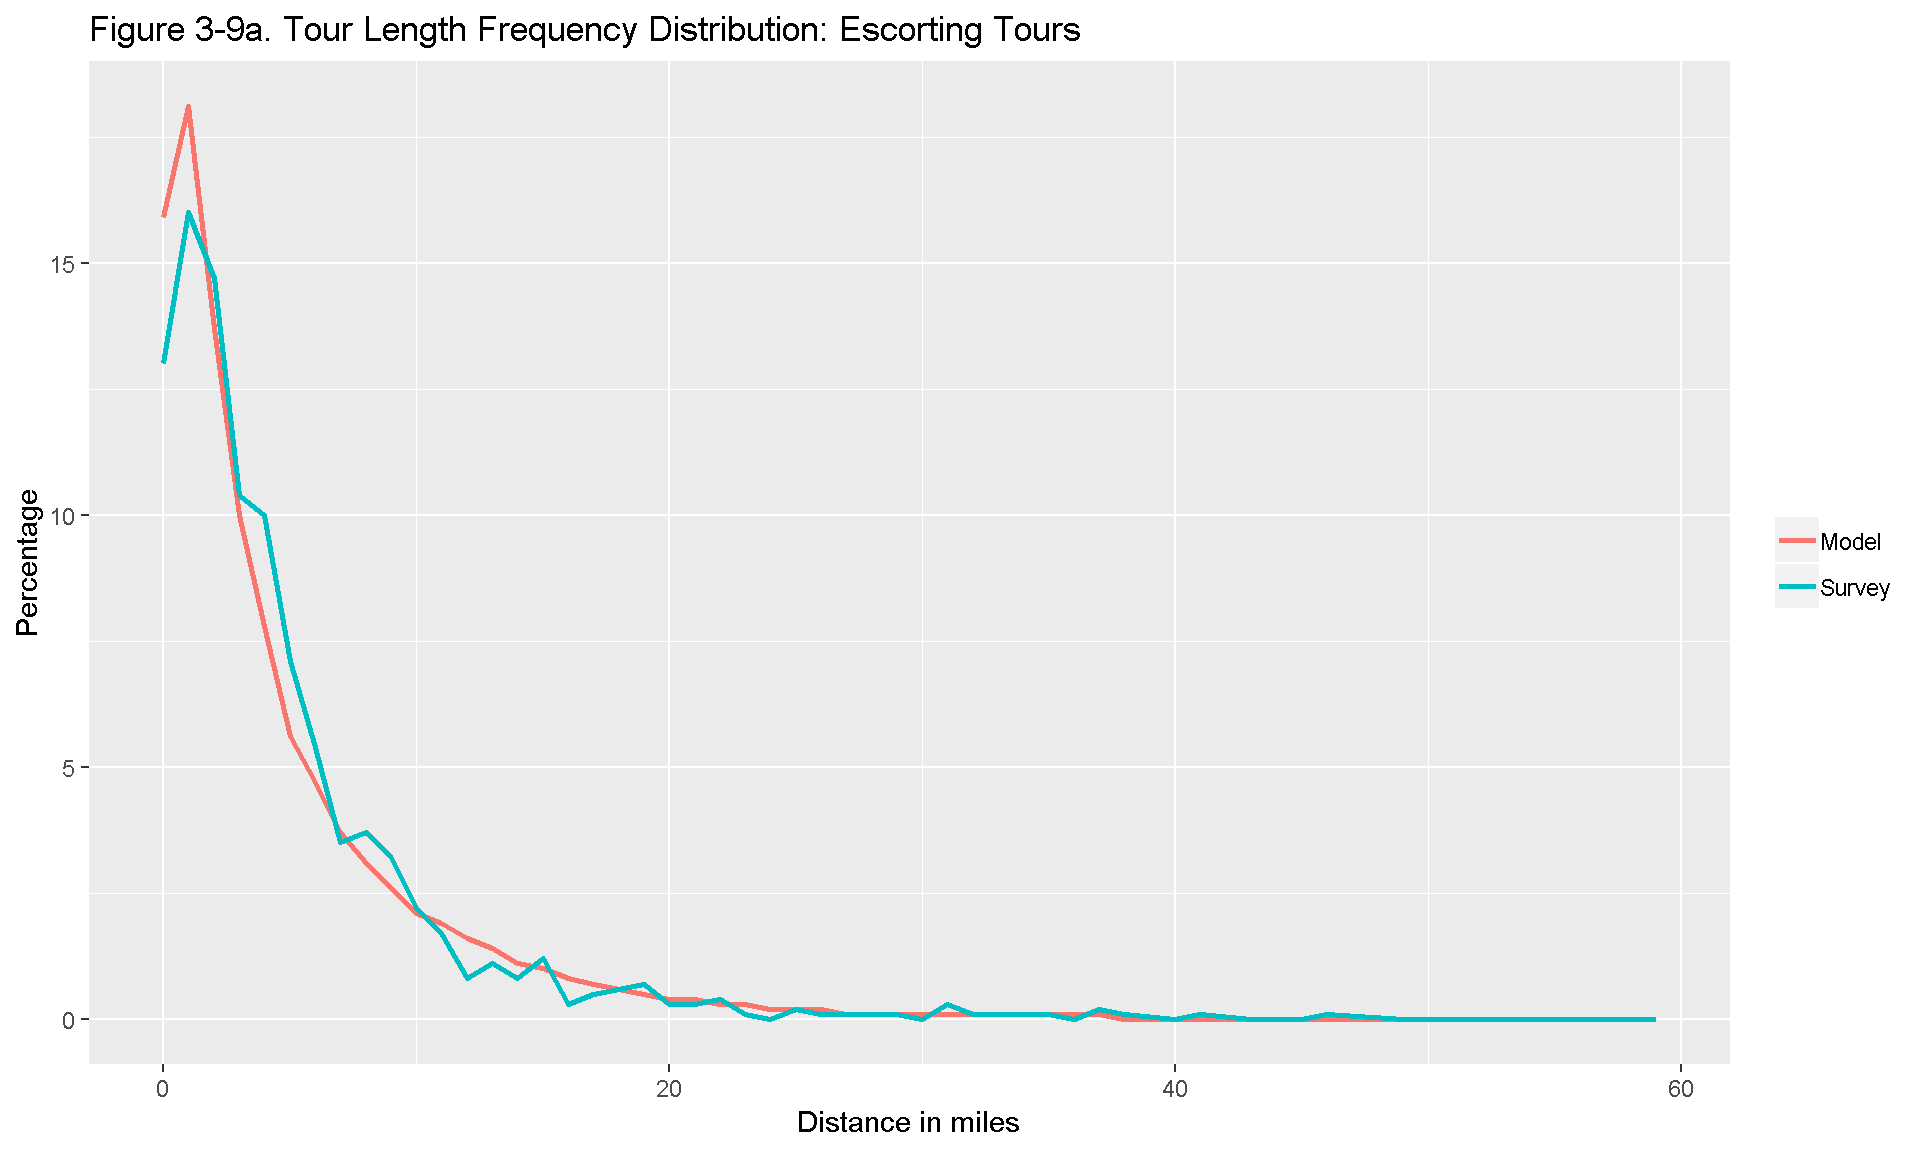 Figure 3-9a. Tour Length Frequency Distribution: Escorting Tours
Percentage
15
10
5
0
0 20 40 60
Distance in miles
Model
Survey